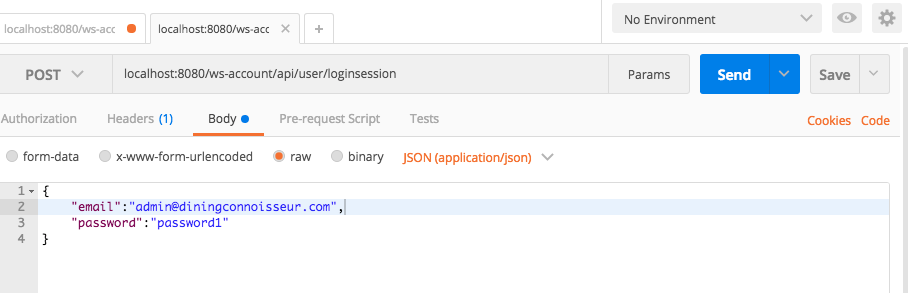 localhost:8080/ws-acc localhost:8080/ws-acc No Environment
POST localhost:8080/ws-account/api/user/loginsession Params Send Save
Authorization Headers (1) Body Pre-request Script Tests Cookies Code
form-data x-www-form-urlencoded raw binary JSON (application/json)
1 {
2 "email":"admin@diningconnoisseur.com",
3 "password":"password1"
4 }